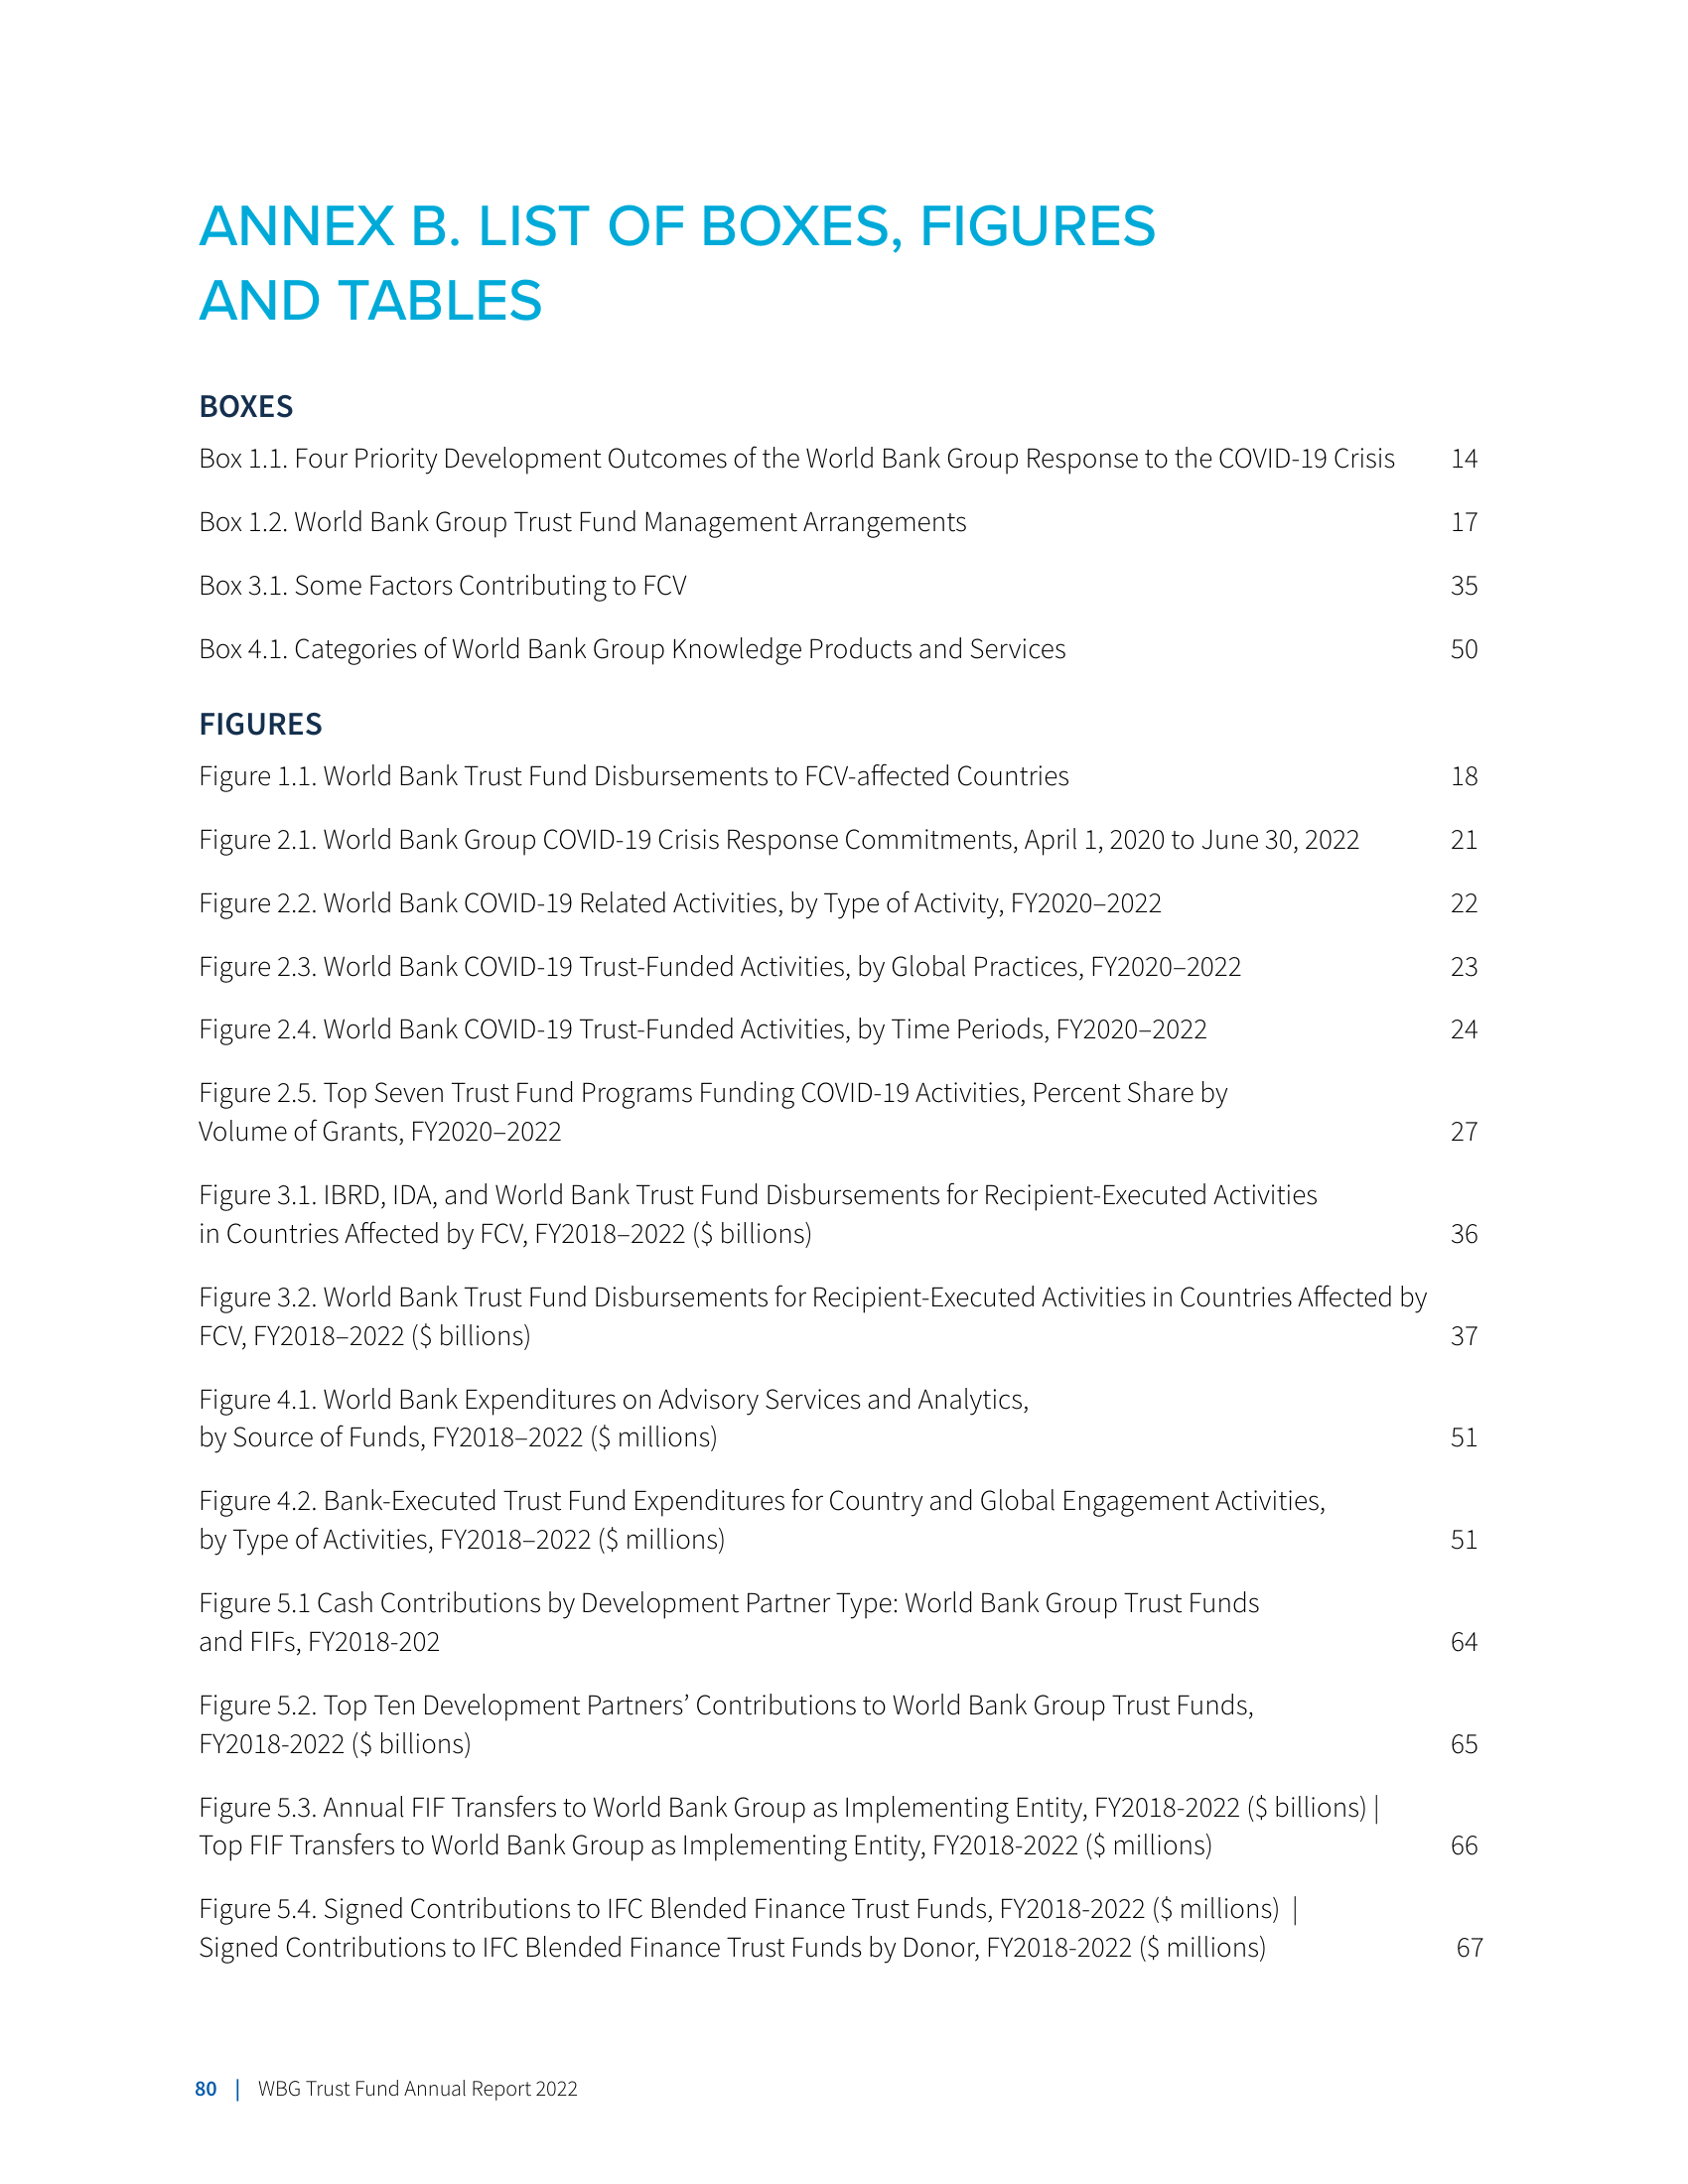 ANNEX B. LIST OF BOXES, FIGURES
AND TABLES
BOXES
Box 1.1. Four Priority Development Outcomes of the World Bank Group Response to the COVID-19 Crisis 14
Box 1.2. World Bank Group Trust Fund Management Arrangements 17
Box 3.1. Some Factors Contributing to FCV 35
Box 4.1. Categories of World Bank Group Knowledge Products and Services 50
FIGURES
Figure 1.1. World Bank Trust Fund Disbursements to FCV-affected Countries 18
Figure 2.1. World Bank Group COVID-19 Crisis Response Commitments, April 1, 2020 to June 30, 2022 21
Figure 2.2. World Bank COVID-19 Related Activities, by Type of Activity, FY2020–2022 22
Figure 2.3. World Bank COVID-19 Trust-Funded Activities, by Global Practices, FY2020–2022 23
Figure 2.4. World Bank COVID-19 Trust-Funded Activities, by Time Periods, FY2020–2022 24
Figure 2.5. Top Seven Trust Fund Programs Funding COVID-19 Activities, Percent Share by
Volume of Grants, FY2020–2022 27
Figure 3.1. IBRD, IDA, and World Bank Trust Fund Disbursements for Recipient-Executed Activities
in Countries Affected by FCV, FY2018–2022 ($ billions) 36
Figure 3.2. World Bank Trust Fund Disbursements for Recipient-Executed Activities in Countries Affected by
FCV, FY2018–2022 ($ billions) 37
Figure 4.1. World Bank Expenditures on Advisory Services and Analytics,
by Source of Funds, FY2018–2022 ($ millions) 51
Figure 4.2. Bank-Executed Trust Fund Expenditures for Country and Global Engagement Activities,
by Type of Activities, FY2018–2022 ($ millions) 51
Figure 5.1 Cash Contributions by Development Partner Type: World Bank Group Trust Funds
and FIFs, FY2018-202 64
Figure 5.2. Top Ten Development Partners’ Contributions to World Bank Group Trust Funds,
FY2018-2022 ($ billions) 65
Figure 5.3. Annual FIF Transfers to World Bank Group as Implementing Entity, FY2018-2022 ($ billions) |
Top FIF Transfers to World Bank Group as Implementing Entity, FY2018-2022 ($ millions) 66
Figure 5.4. Signed Contributions to IFC Blended Finance Trust Funds, FY2018-2022 ($ millions) |
Signed Contributions to IFC Blended Finance Trust Funds by Donor, FY2018-2022 ($ millions) 67
80 | WBG Trust Fund Annual Report 2022